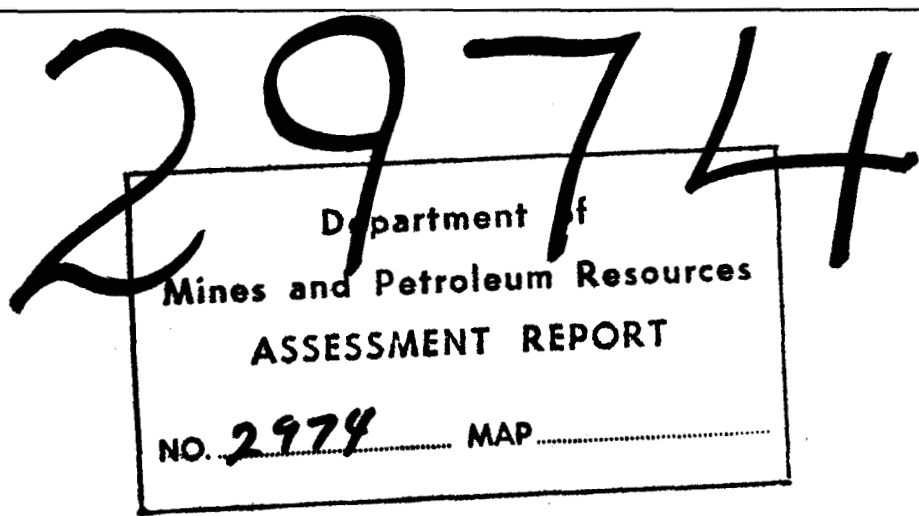 2974
Department of
Mines and Petroleum Resources
ASSESSMENT REPORT
NO. 2974 MAP